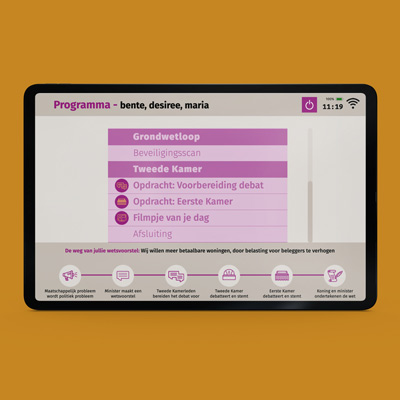 Programma - bente, desiree, maria
100%
11:19
Grondwetloop
Beveiligingsscan
Tweede Kamer
Opdracht: Voorbereiding debat
Opdracht: Eerste Kamer
Filmpje van je dag
Afsluiting
De weg van jullie wetsvoorstel: Wij willen meer betaalbare woningen, door belasting voor beleggers te verhogen
Maatschappelijk probleem
wordt politiek probleem
Minister maakt een
wetsvoorstel
Tweede Kamerleden
bereiden het debat voor
Tweede Kamer
debatteert en stemt
Eerste Kamer
debatteert en stemt
Koning en minister
ondertekenen de wet